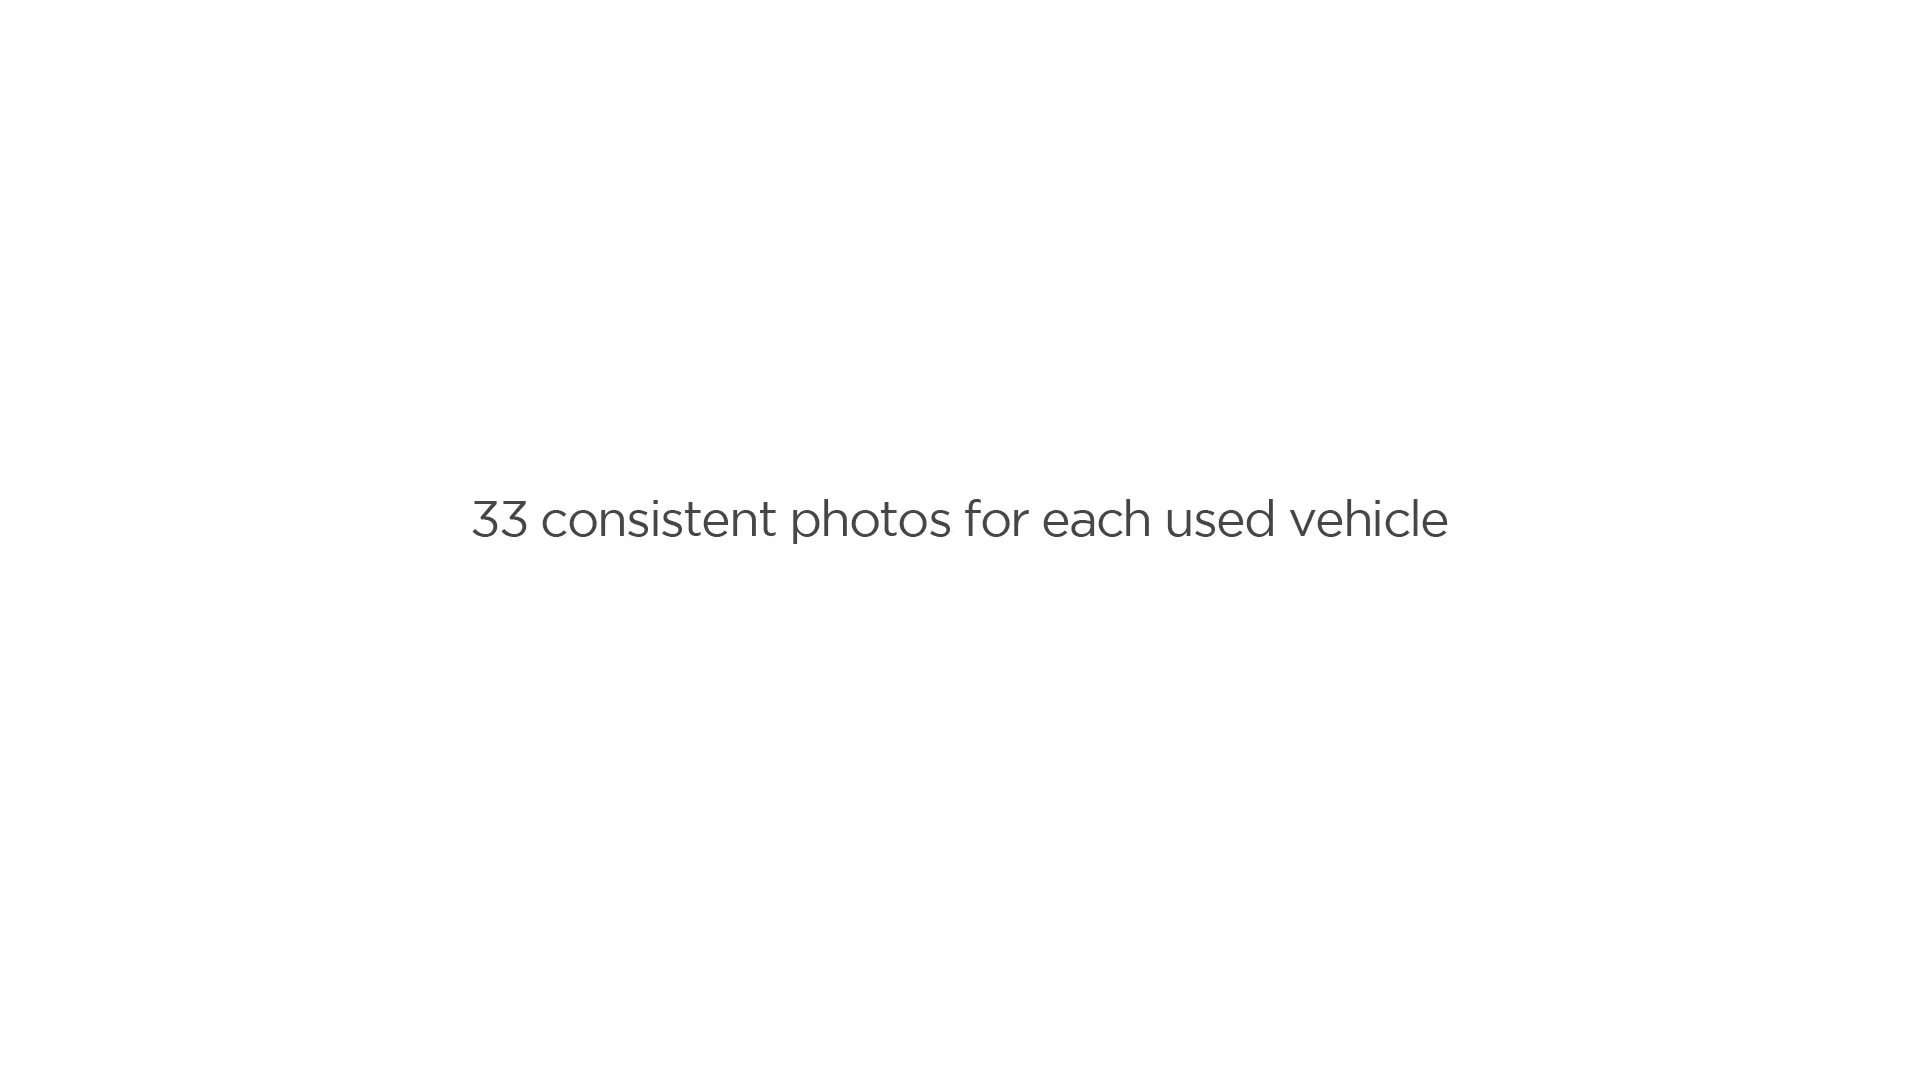 33 consistent photos for each used vehicle